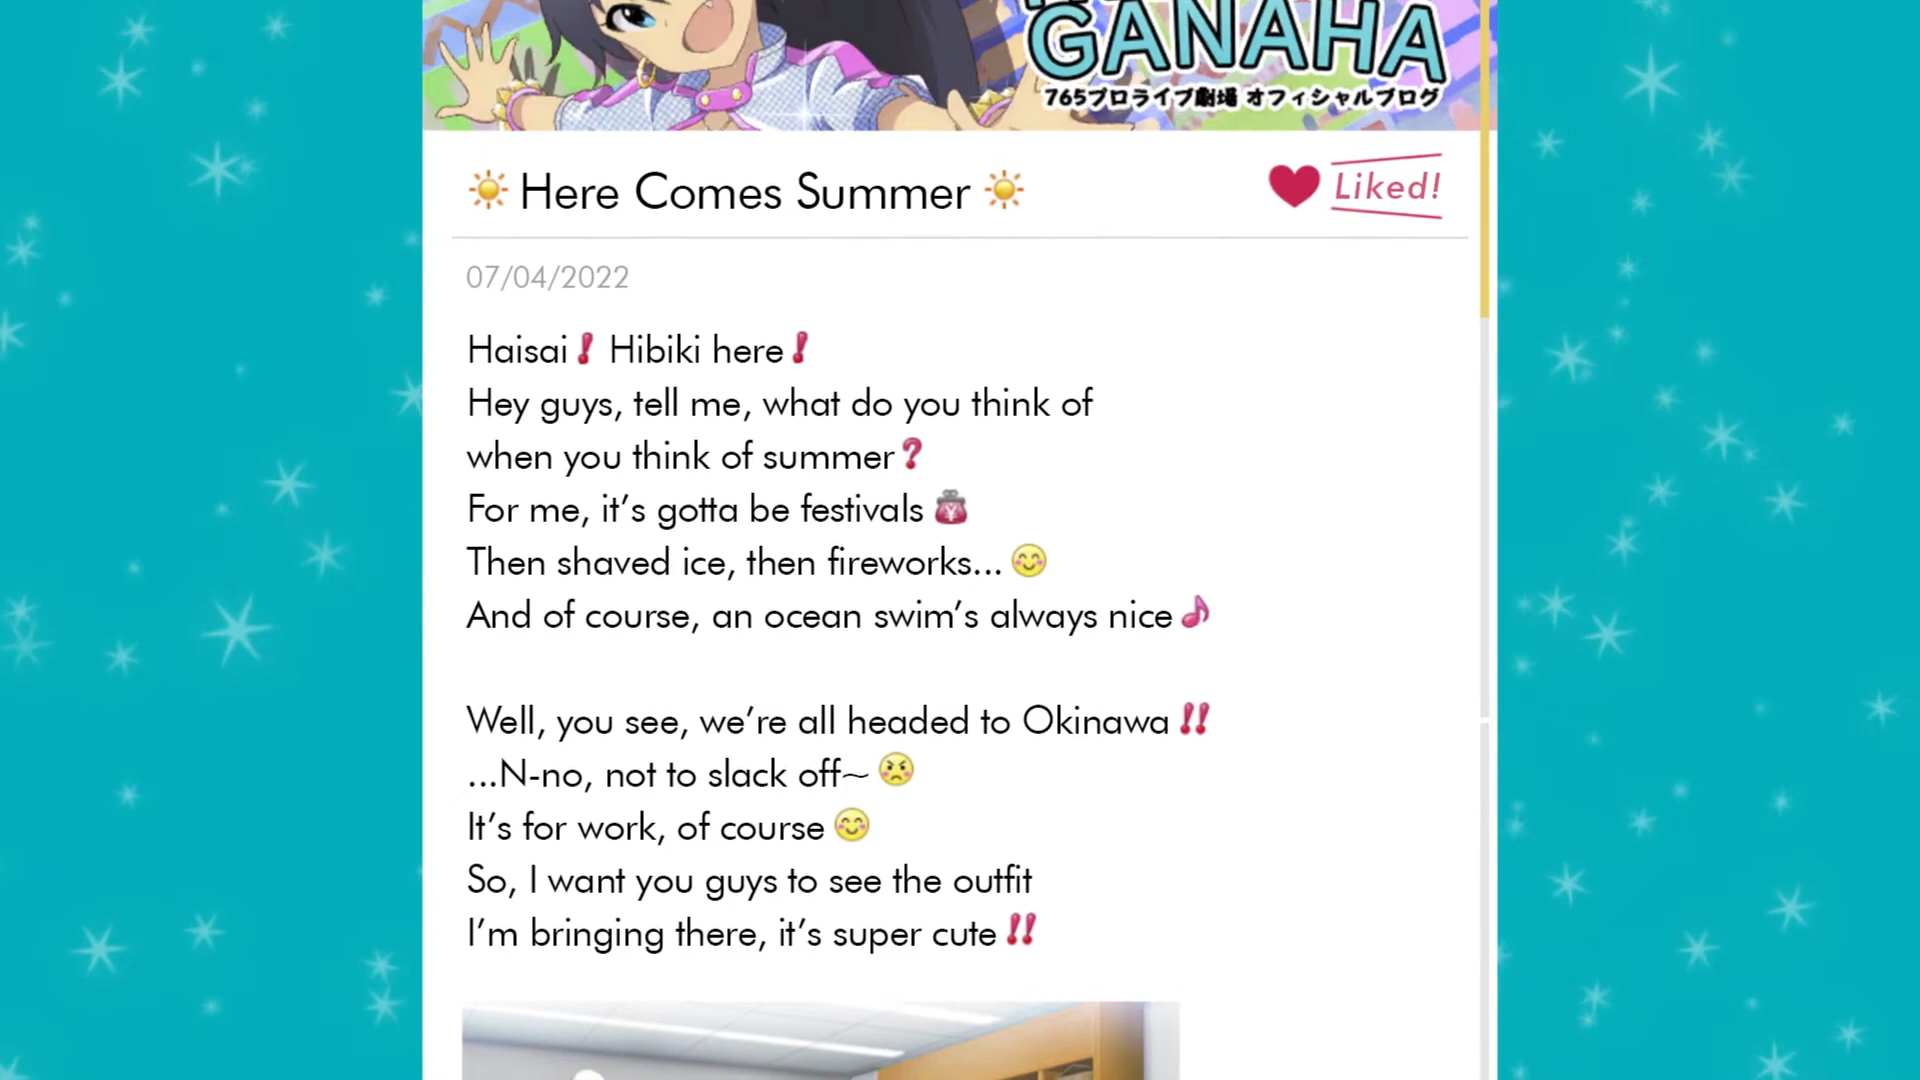 GANAHA
765プロライブ劇場 オフィシャルブログ
☀ Here Comes Summer ☀
Liked!
07/04/2022
Haisai❗ Hibiki here❗
Hey guys, tell me, what do you think of
when you think of summer❓
For me, it's gotta be festivals 👛
Then shaved ice, then fireworks... 😊
And of course, an ocean swim's always nice 🎵
Well, you see, we're all headed to Okinawa ‼
...N-no, not to slack off~ 😠
It's for work, of course 😊
So, I want you guys to see the outfit
I'm bringing there, it's super cute ‼